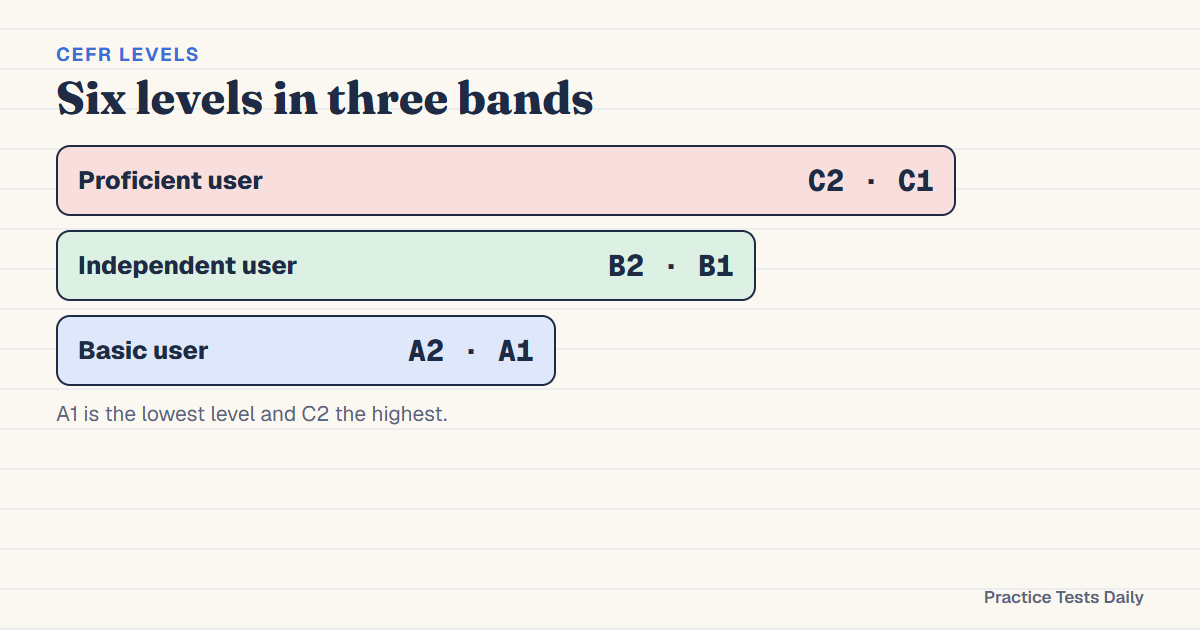 CEFR LEVELS
Six levels in three bands
Proficient user C2 · C1
Independent user B2 · B1
Basic user A2 · A1
A1 is the lowest level and C2 the highest.
Practice Tests Daily